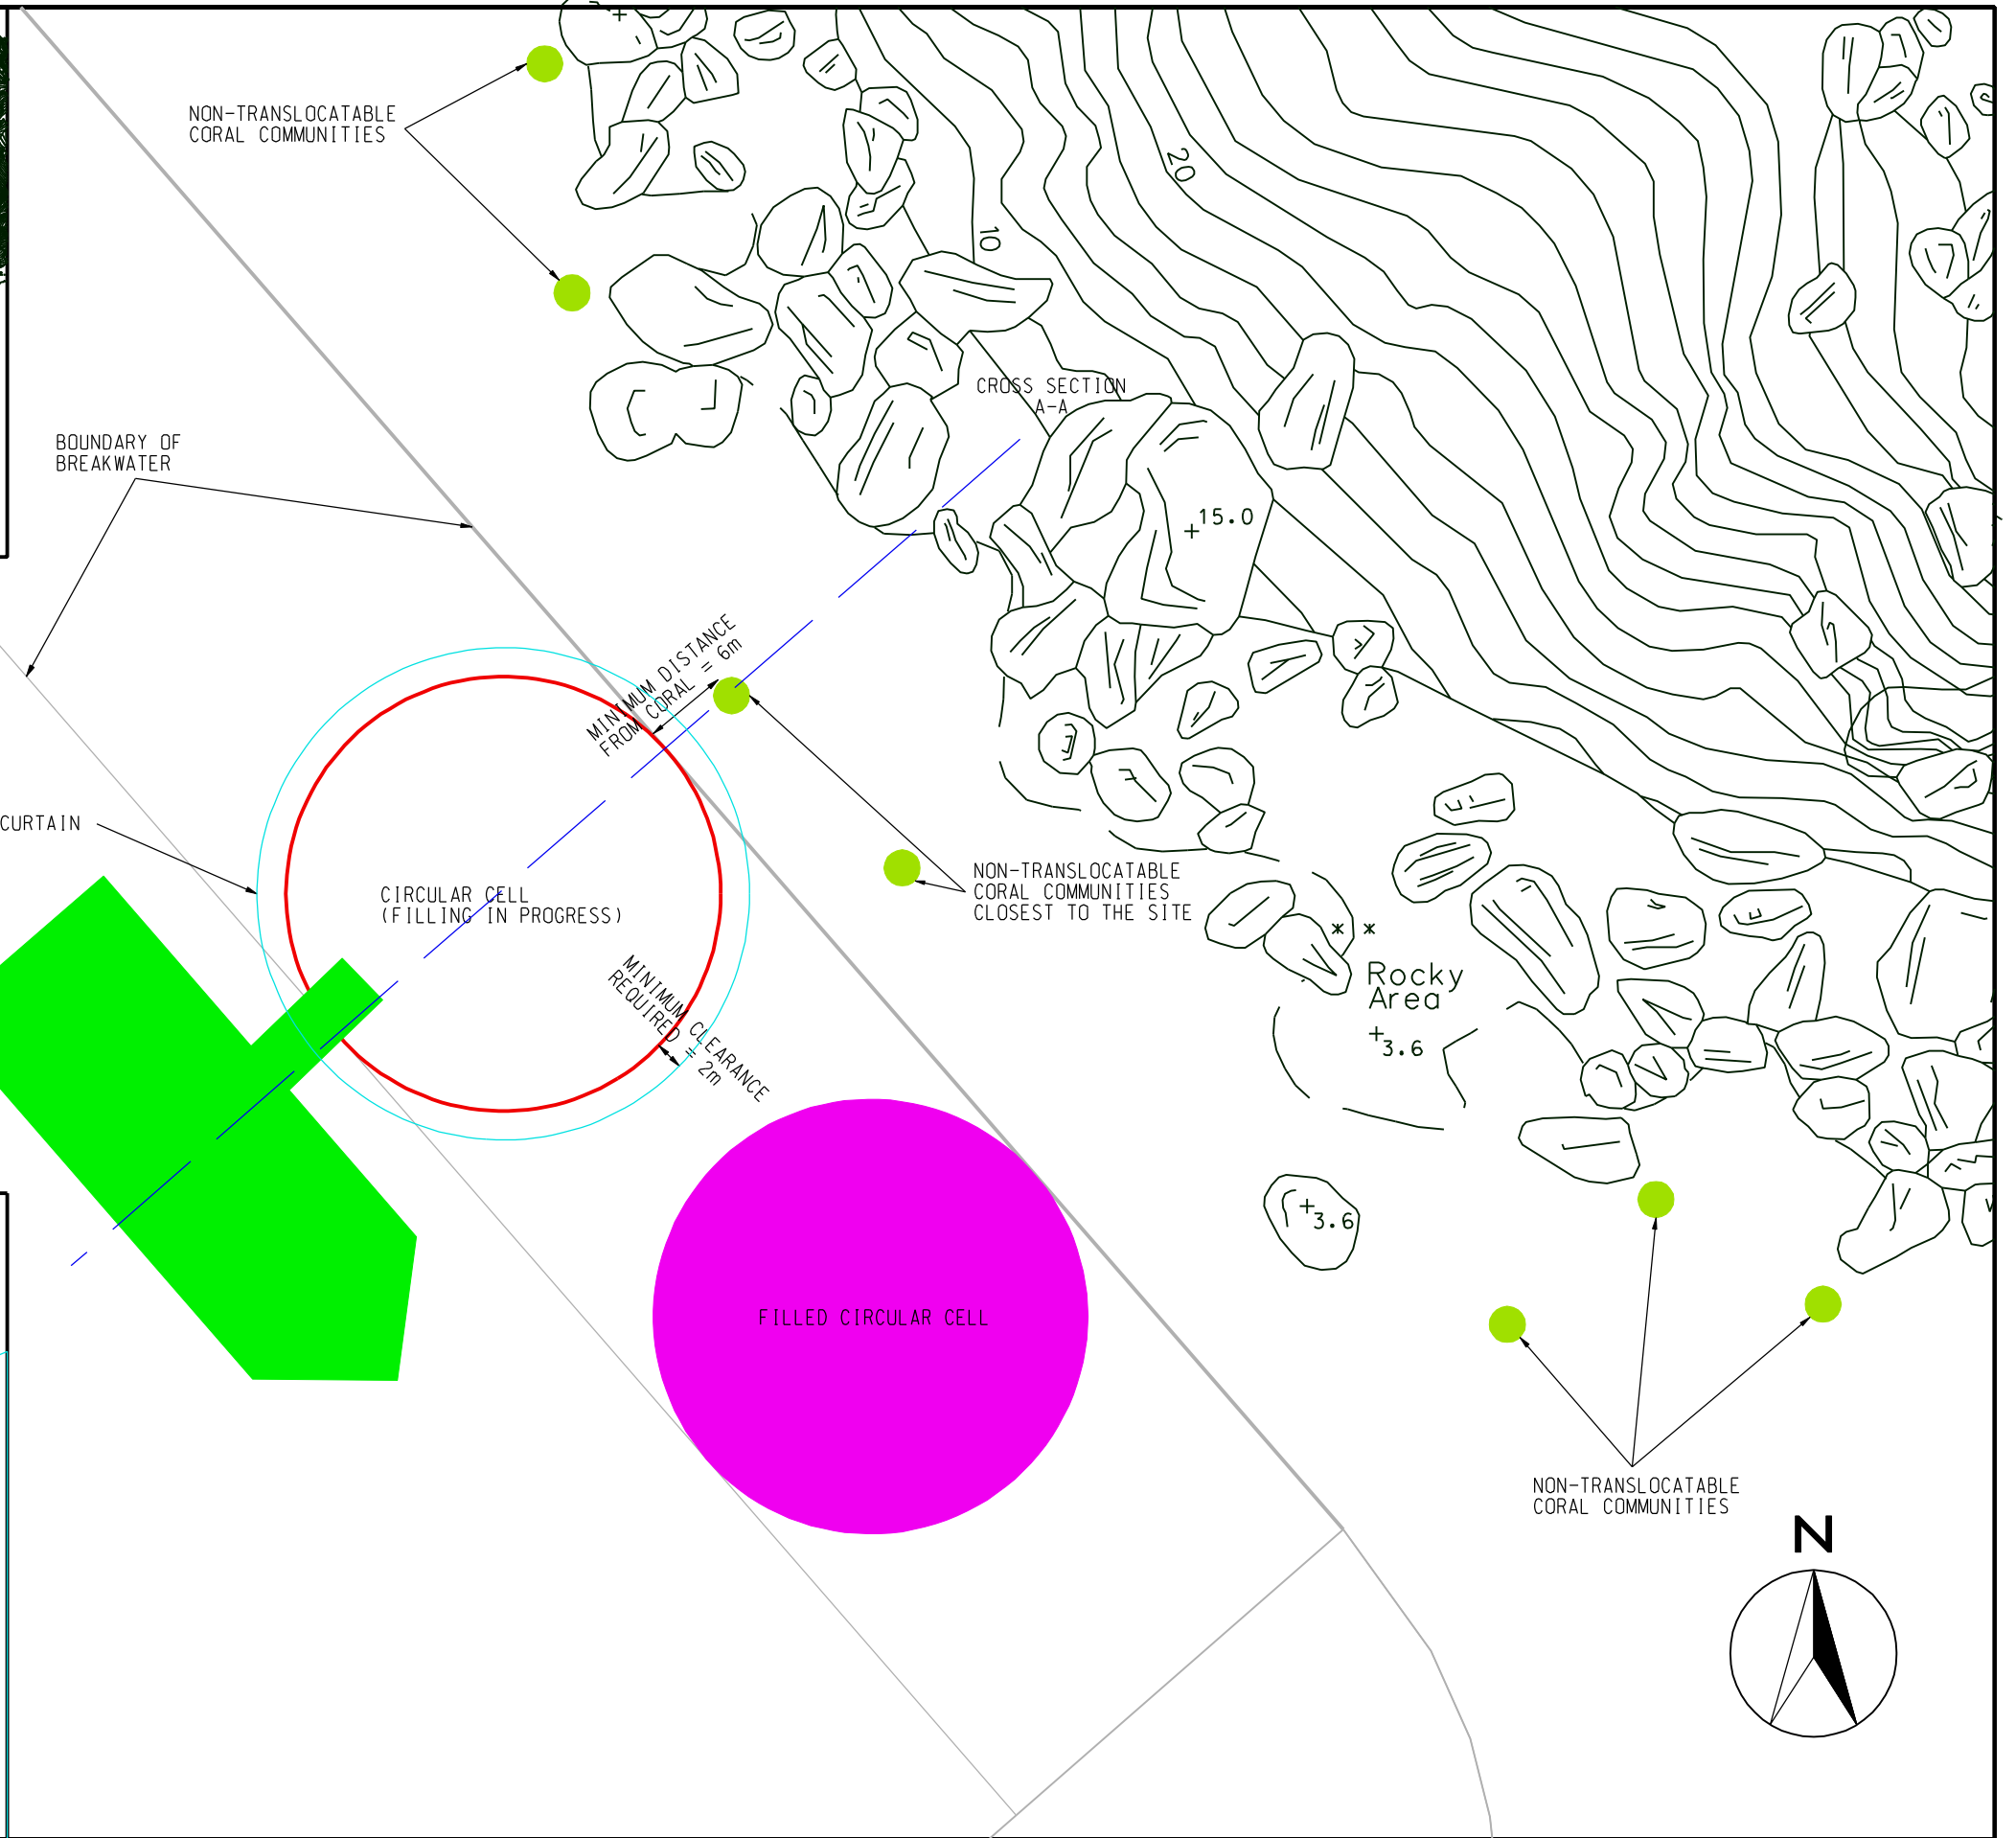 NON-TRANSLOCATABLE
CORAL COMMUNITIES
20
10
CROSS SECTION
A-A
BOUNDARY OF
BREAKWATER
15.0
MINIMUM DISTANCE
FROM CORAL = 6m
CURTAIN
CIRCULAR CELL
(FILLING IN PROGRESS)
NON-TRANSLOCATABLE
CORAL COMMUNITIES
CLOSEST TO THE SITE
MINIMUM CLEARANCE
REQUIRED = 2m
Rocky
Area
3.6
3.6
FILLED CIRCULAR CELL
NON-TRANSLOCATABLE
CORAL COMMUNITIES
N